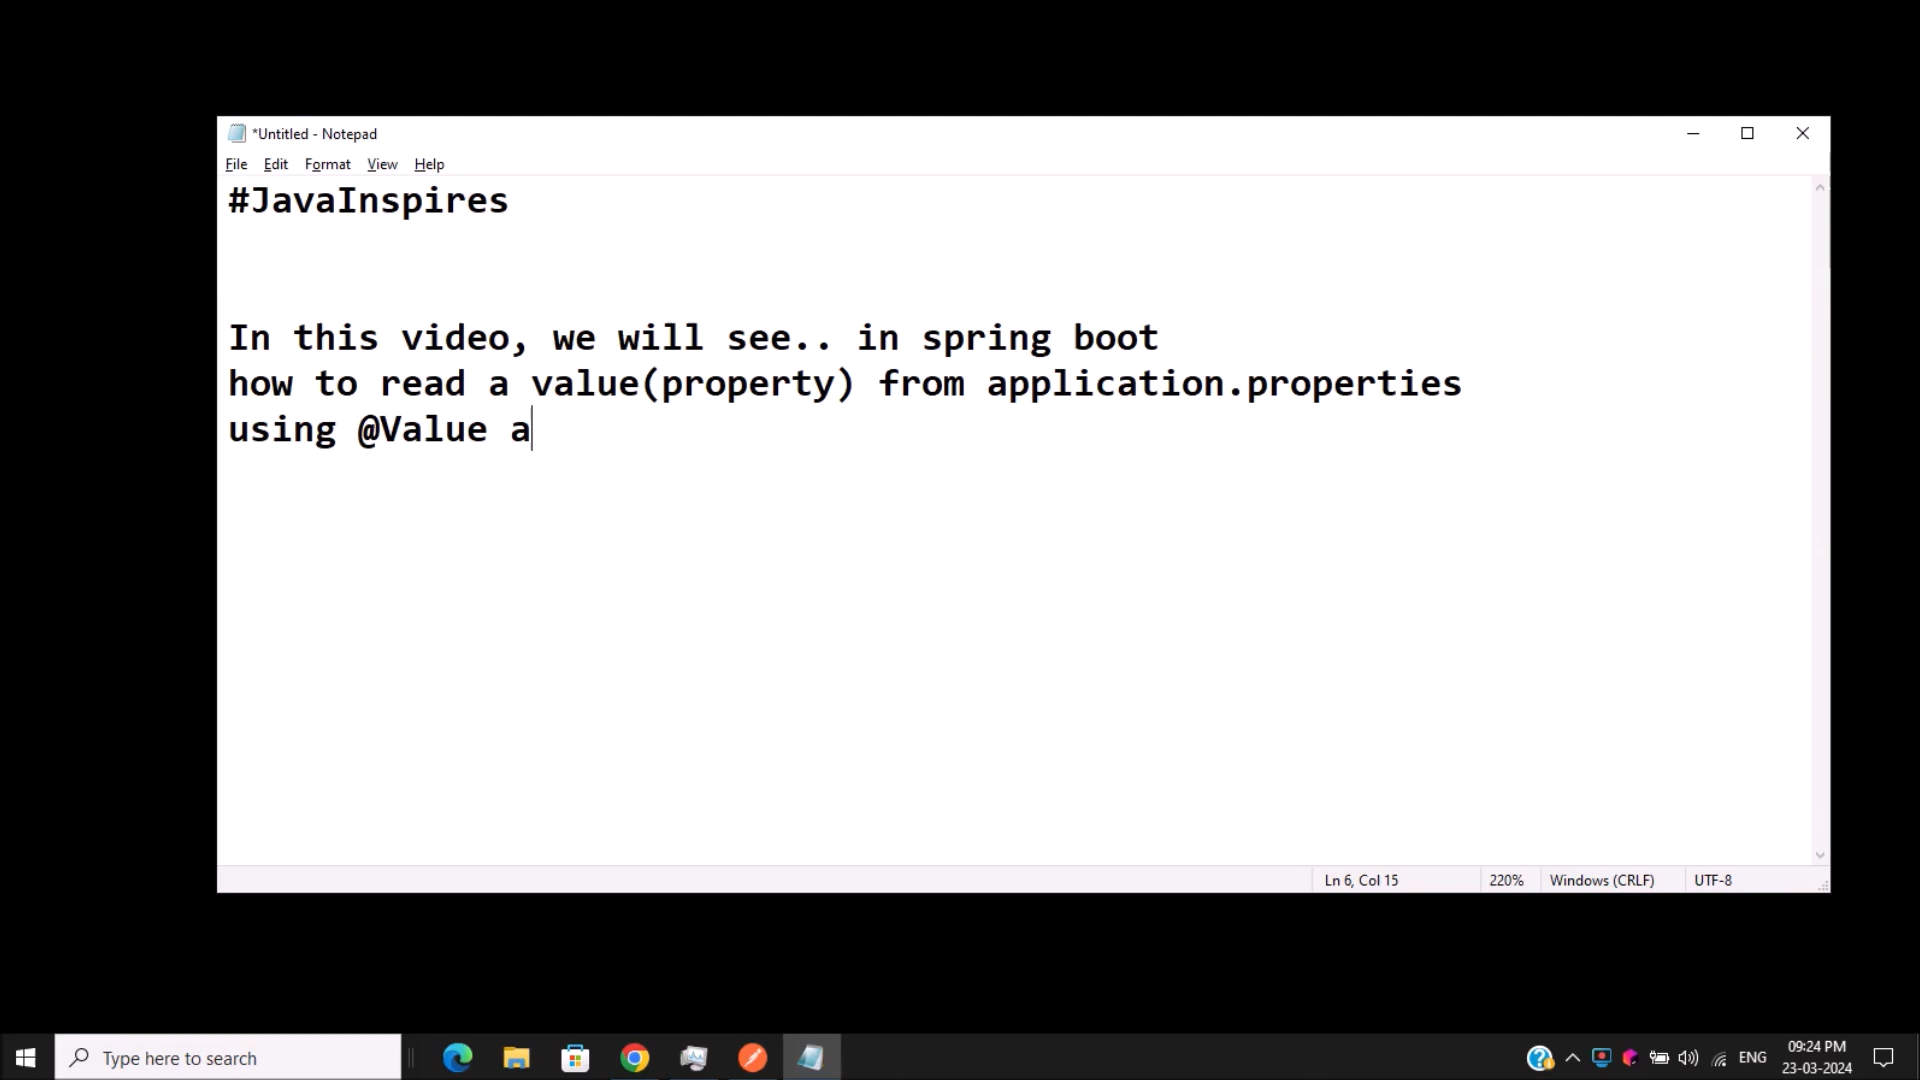 *Untitled - Notepad
File Edit Format View Help
#JavaInspires
In this video, we will see.. in spring boot
how to read a value(property) from application.properties
using @Value a
Ln 6, Col 15 220% Windows (CRLF) UTF-8
Type here to search
ENG
09:24 PM
23-03-2024